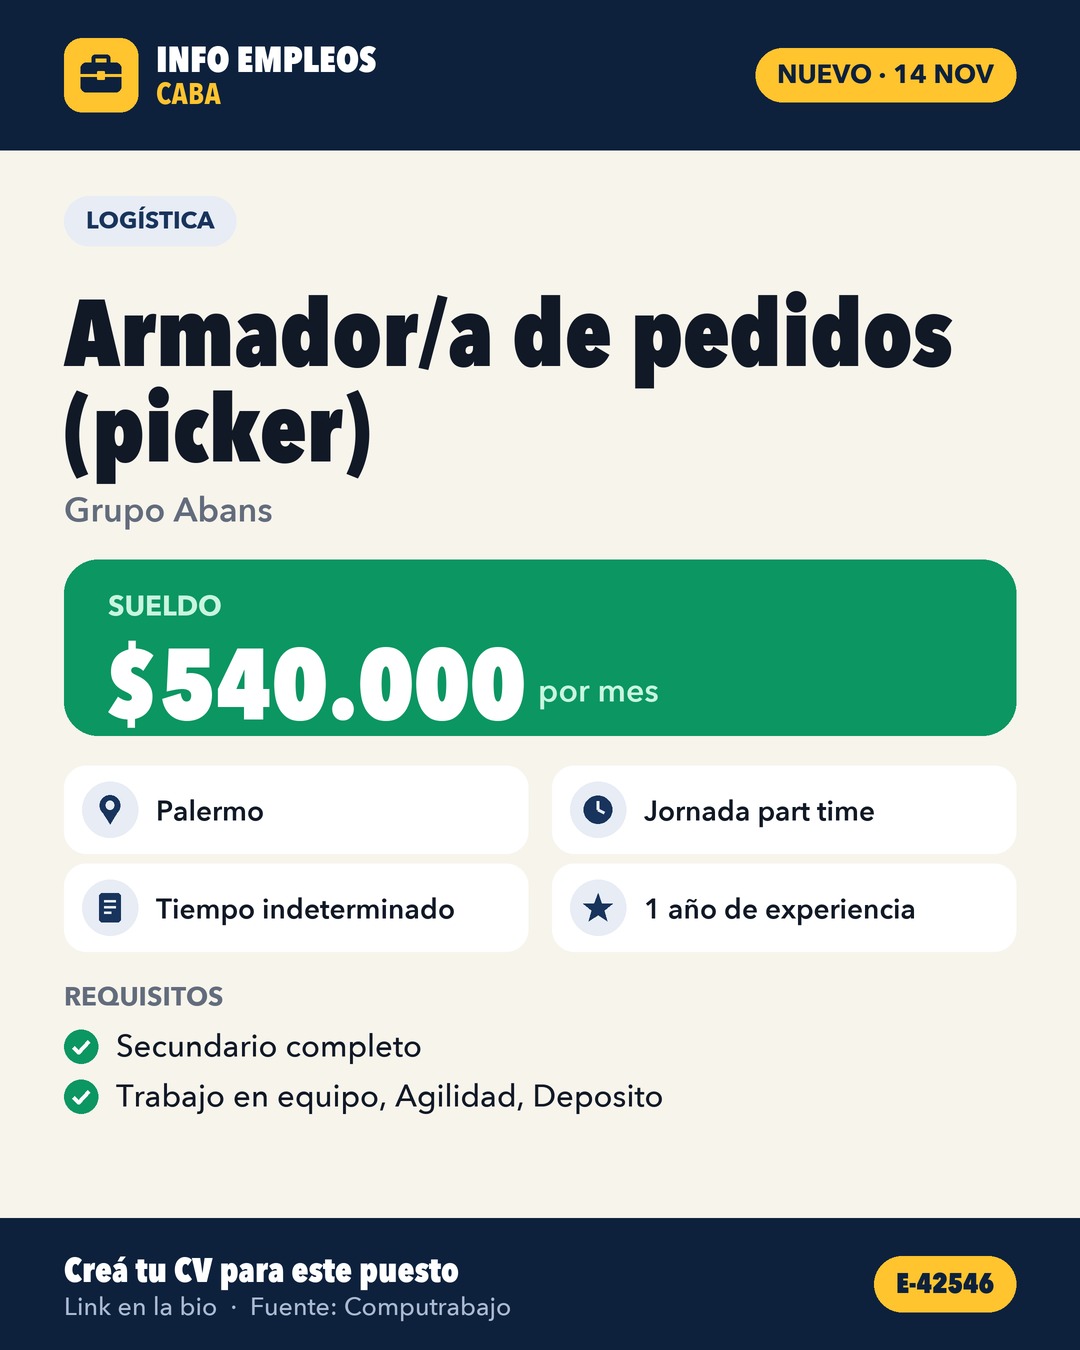 INFO EMPLEOS
CABA
NUEVO · 14 NOV
LOGÍSTICA
Armador/a de pedidos
(picker)
Grupo Abans
SUELDO
$540.000 por mes
Palermo
Jornada part time
Tiempo indeterminado
1 año de experiencia
REQUISITOS
Secundario completo
Trabajo en equipo, Agilidad, Deposito
Creá tu CV para este puesto
Link en la bio · Fuente: Computrabajo
E-42546